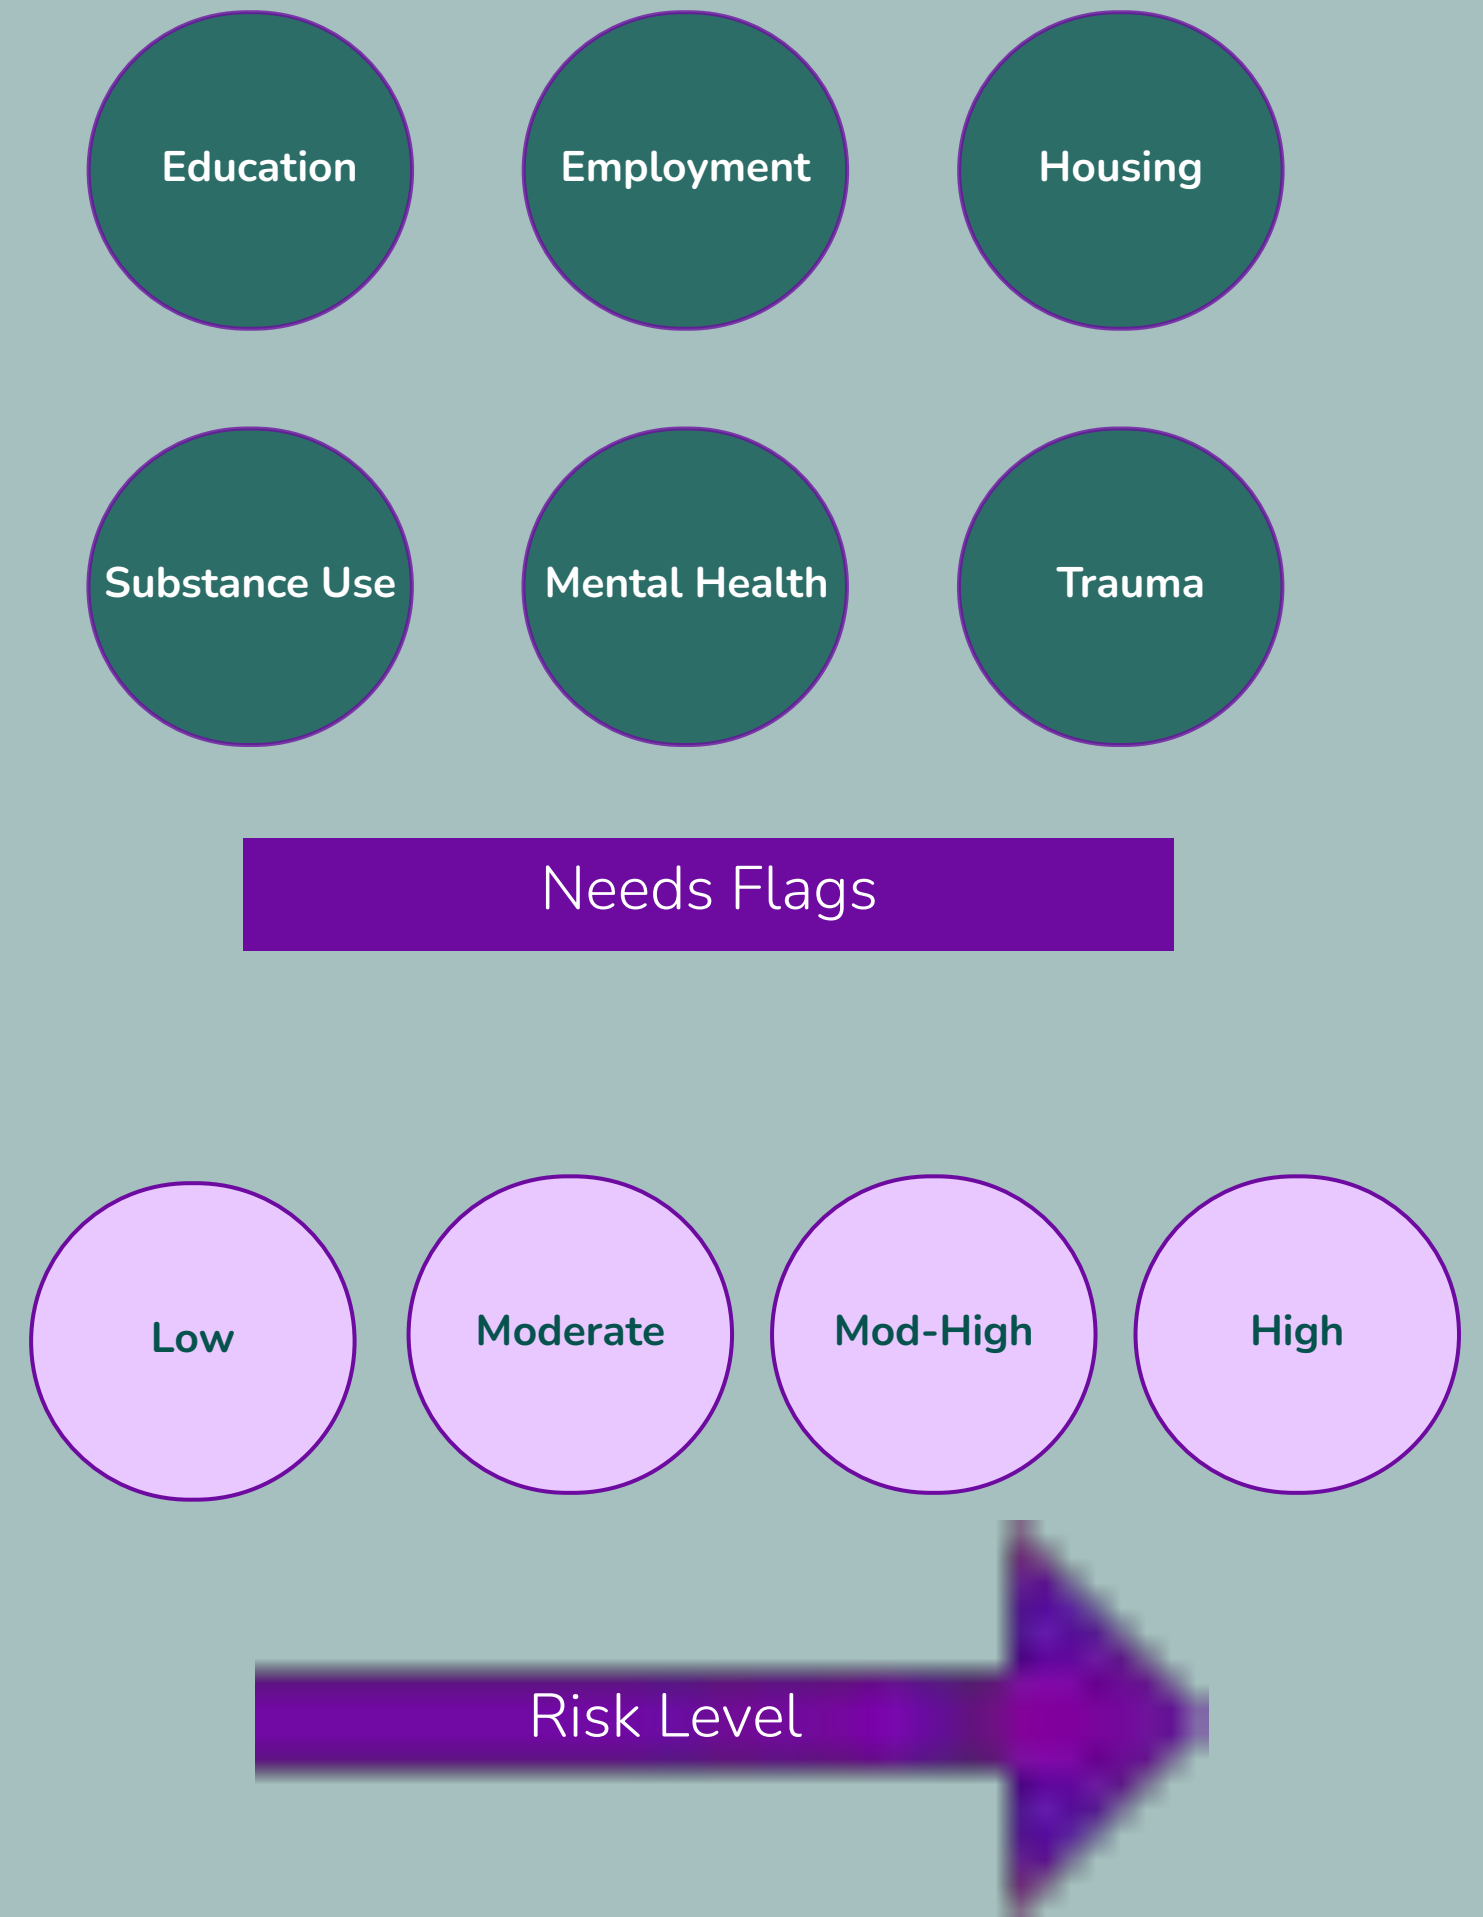 Education
Employment
Housing
Substance Use
Mental Health
Trauma
Needs Flags
Low
Moderate
Mod-High
High
Risk Level